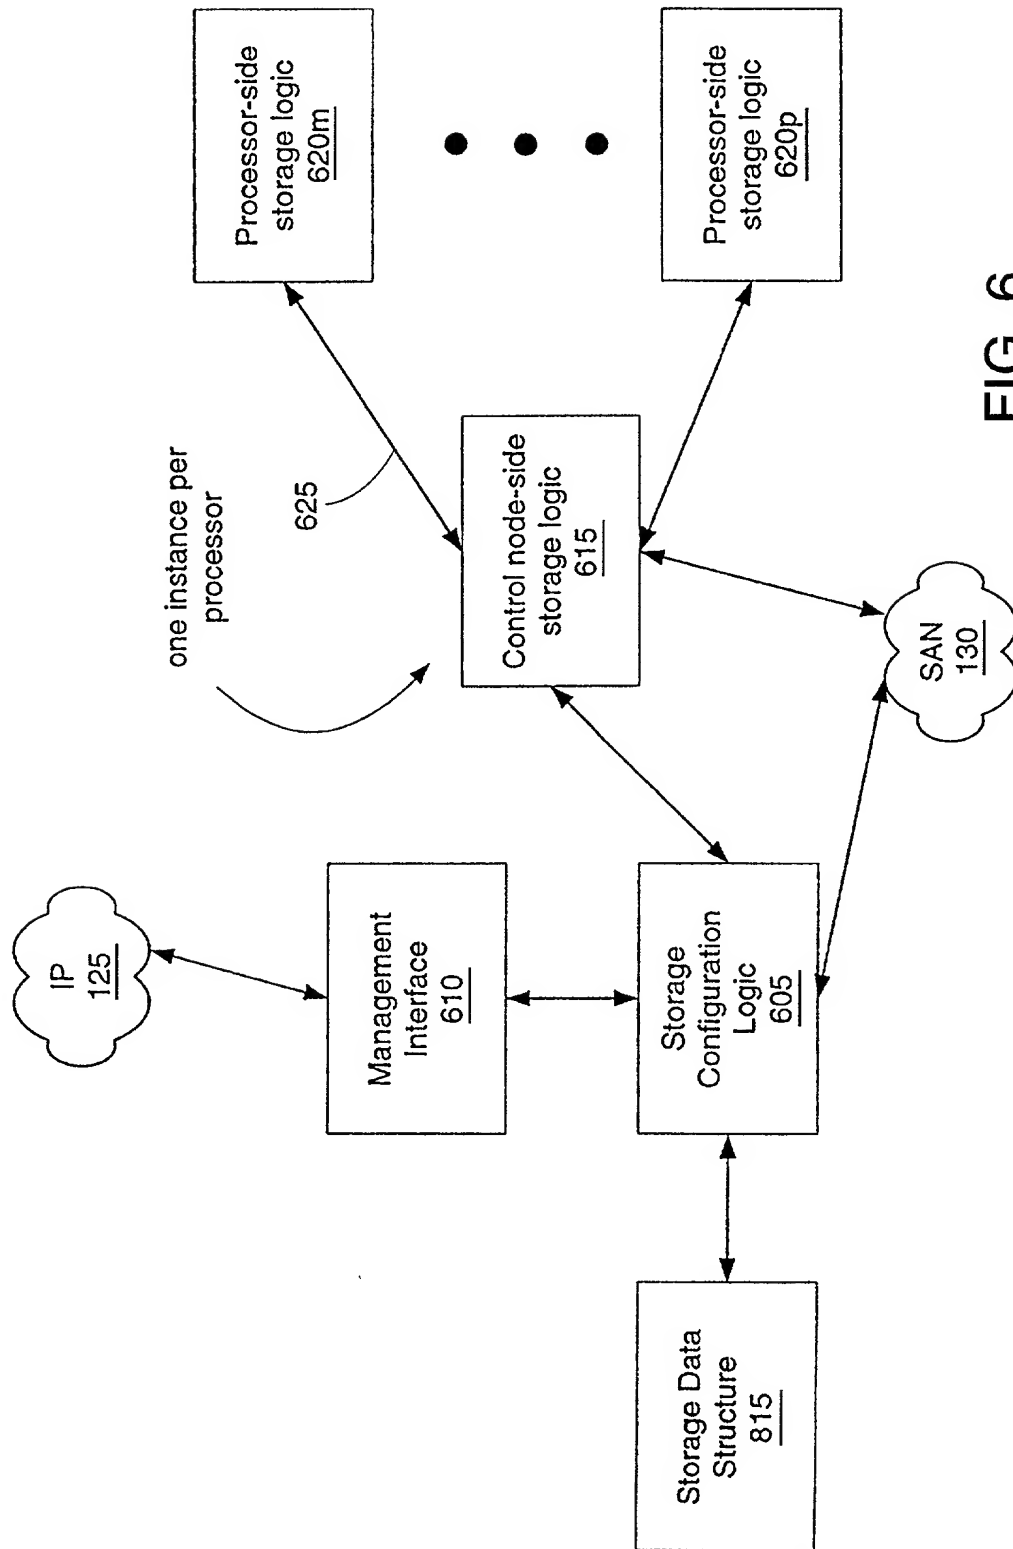 IP
125
Management
Interface
610
Storage Data
Structure
815
Storage
Configuration
Logic
605
one instance per
processor
625
Control node-side
storage logic
615
SAN
130
Processor-side
storage logic
620m
Processor-side
storage logic
620p
FIG. 6